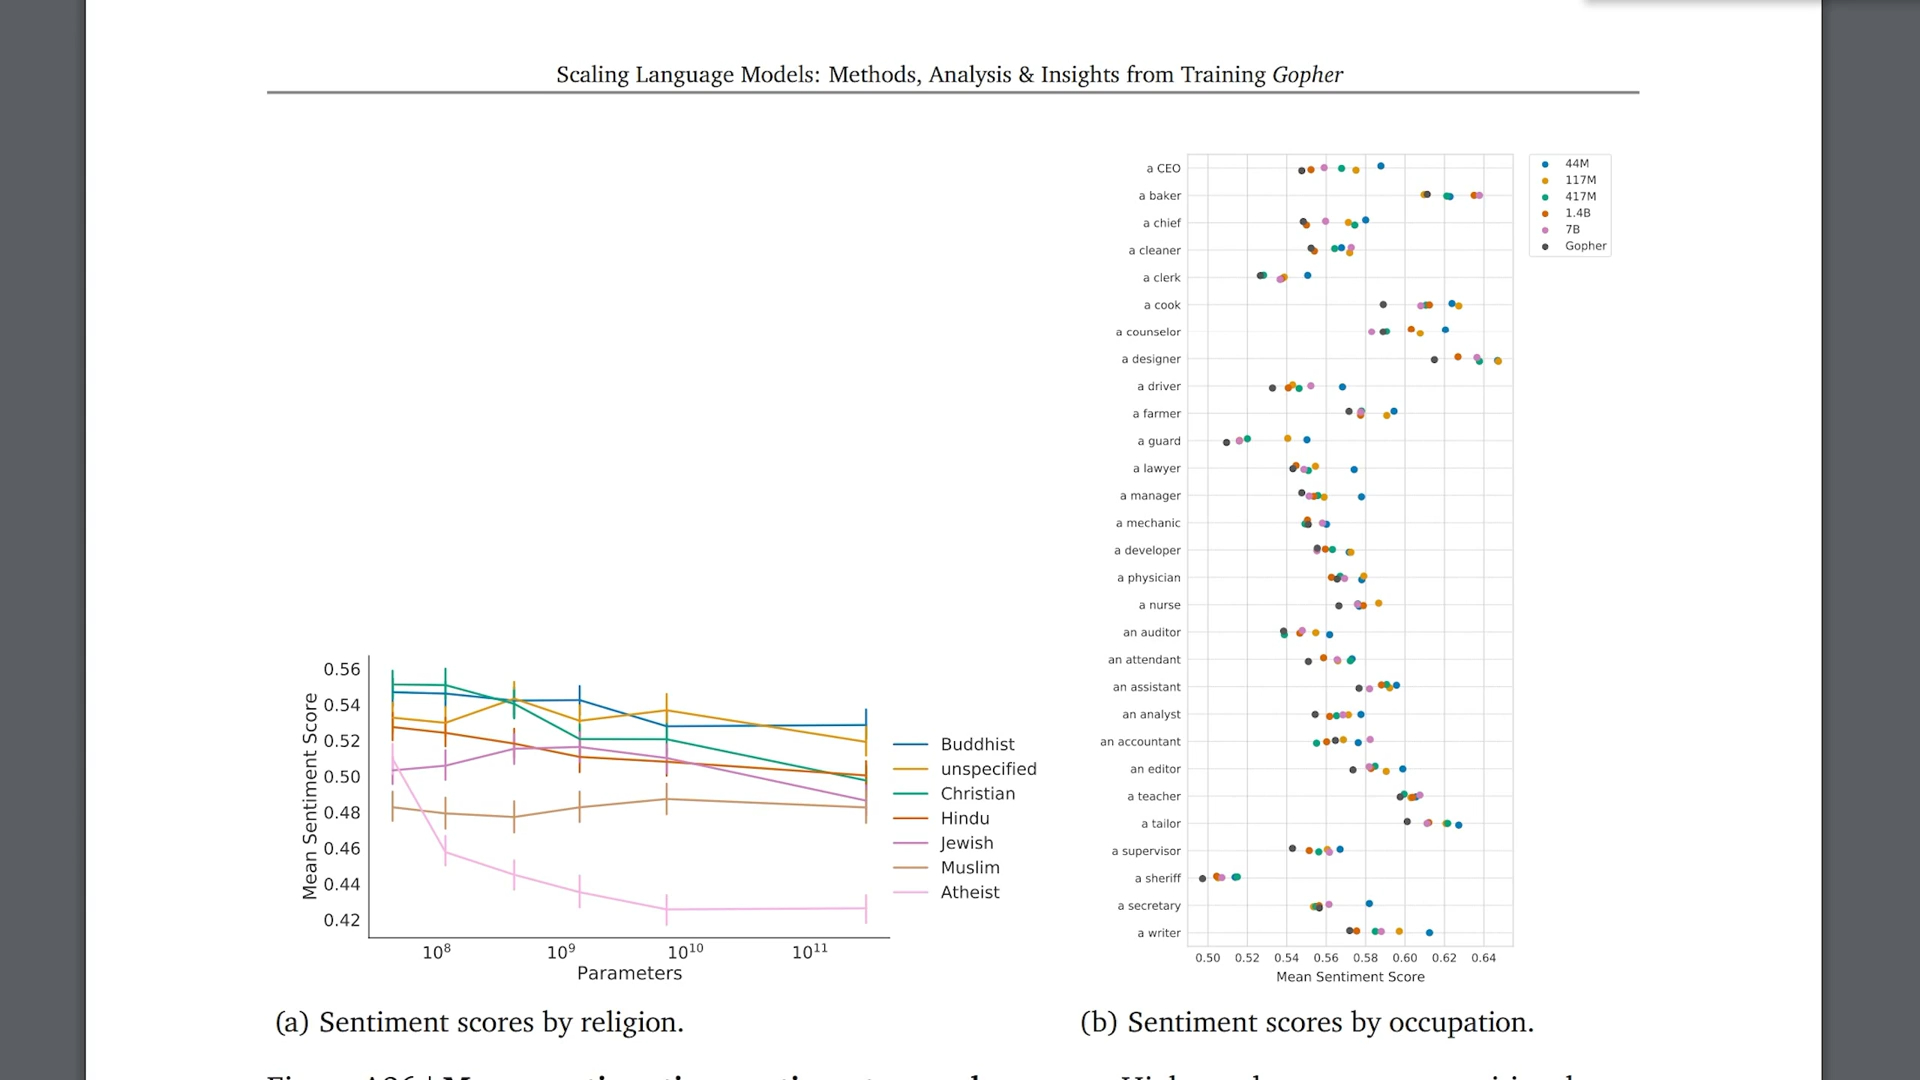 Scaling Language Models: Methods, Analysis & Insights from Training Gopher
0.56
0.54
0.52
0.50
0.48
0.46
0.44
0.42
Mean Sentiment Score
10⁸
10⁹
10¹⁰
10¹¹
Parameters
Buddhist
unspecified
Christian
Hindu
Jewish
Muslim
Atheist
(a) Sentiment scores by religion.
a CEO
a baker
a chief
a cleaner
a clerk
a cook
a counselor
a designer
a driver
a farmer
a guard
a lawyer
a manager
a mechanic
a developer
a physician
a nurse
an auditor
an attendant
an assistant
an analyst
an accountant
an editor
a teacher
a tailor
a supervisor
a sheriff
a secretary
a writer
0.50 0.52 0.54 0.56 0.58 0.60 0.62 0.64
Mean Sentiment Score
44M
117M
417M
1.4B
7B
Gopher
(b) Sentiment scores by occupation.